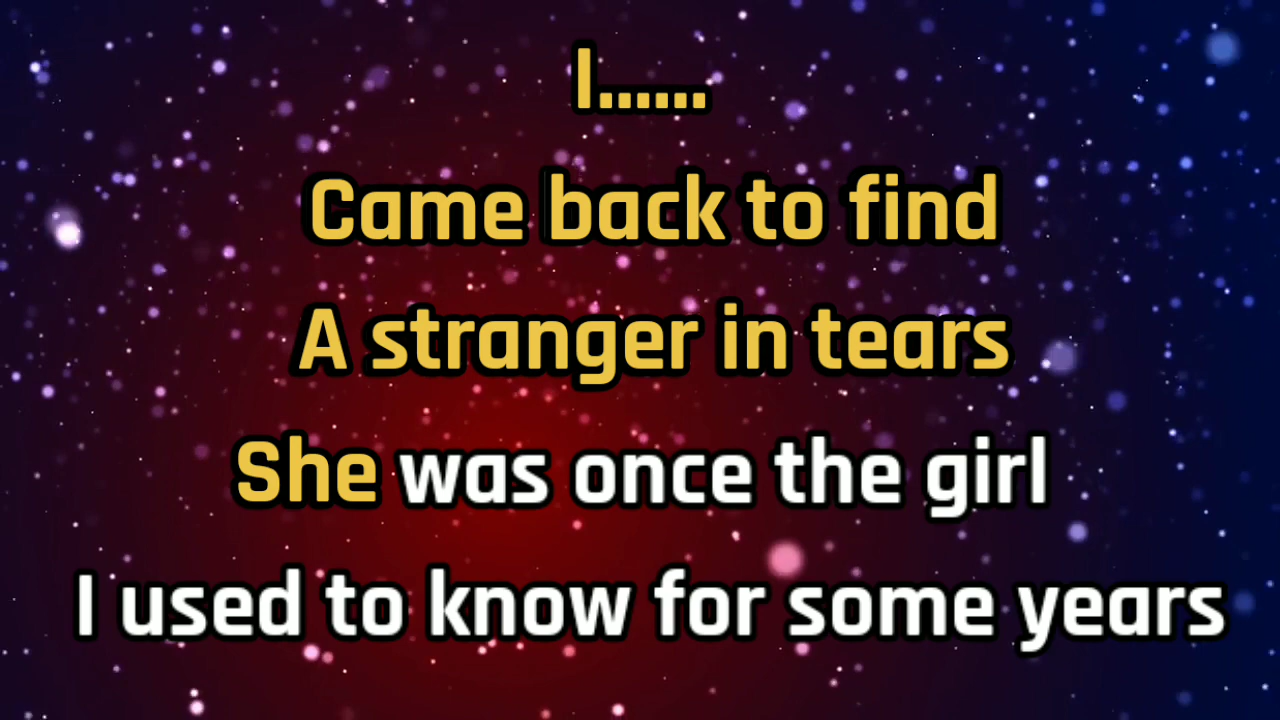 I......
Came back to find
A stranger in tears
She was once the girl
I used to know for some years